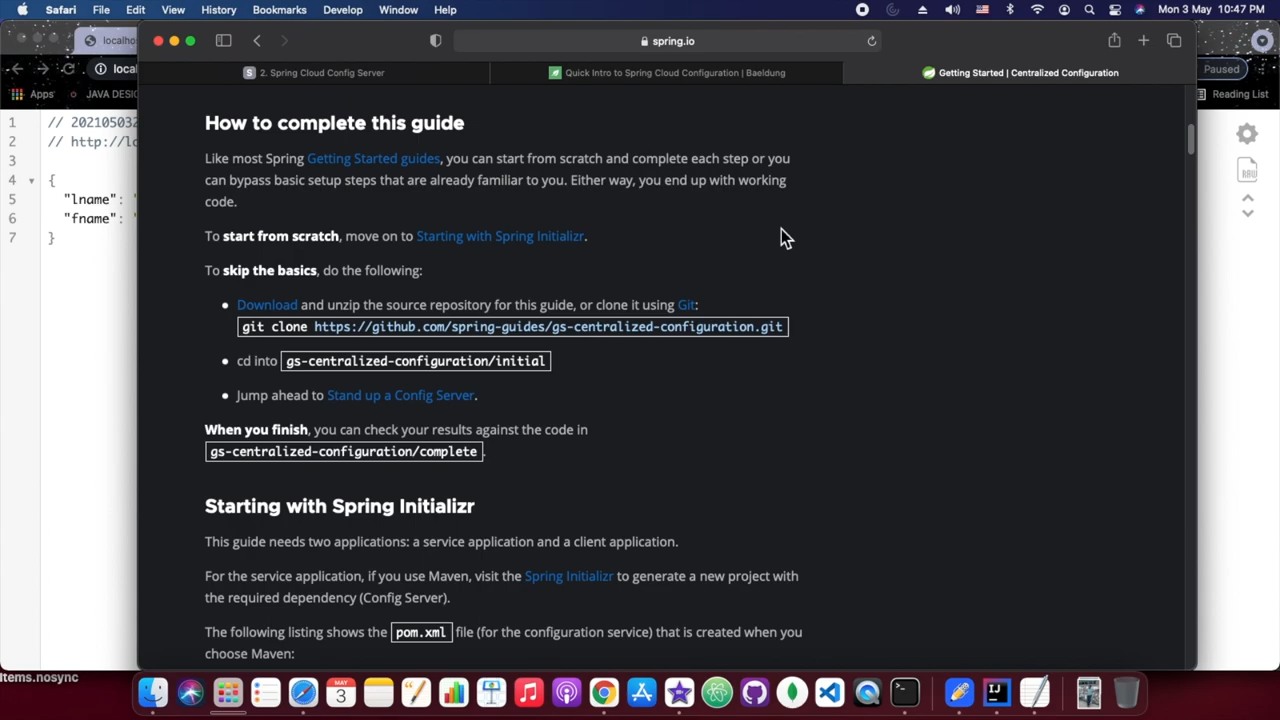 Safari File Edit View History Bookmarks Develop Window Help Mon 3 May 10:47 PM
localho
spring.io
2. Spring Cloud Config Server
Quick Intro to Spring Cloud Configuration | Baeldung
Getting Started | Centralized Configuration
local
Paused
Apps JAVA DESI
Reading List
1 // 202105032
2 // http://lo
3
4 {
5 "lname": "
6 "fname": "
7 }
RAW
How to complete this guide
Like most Spring Getting Started guides, you can start from scratch and complete each step or you
can bypass basic setup steps that are already familiar to you. Either way, you end up with working
code.
To start from scratch, move on to Starting with Spring Initializr.
To skip the basics, do the following:
• Download and unzip the source repository for this guide, or clone it using Git:
git clone https://github.com/spring-guides/gs-centralized-configuration.git
• cd into gs-centralized-configuration/initial
• Jump ahead to Stand up a Config Server.
When you finish, you can check your results against the code in
gs-centralized-configuration/complete.
Starting with Spring Initializr
This guide needs two applications: a service application and a client application.
For the service application, if you use Maven, visit the Spring Initializr to generate a new project with
the required dependency (Config Server).
The following listing shows the pom.xml file (for the configuration service) that is created when you
choose Maven:
Items.nosync
MAY
3
IJ